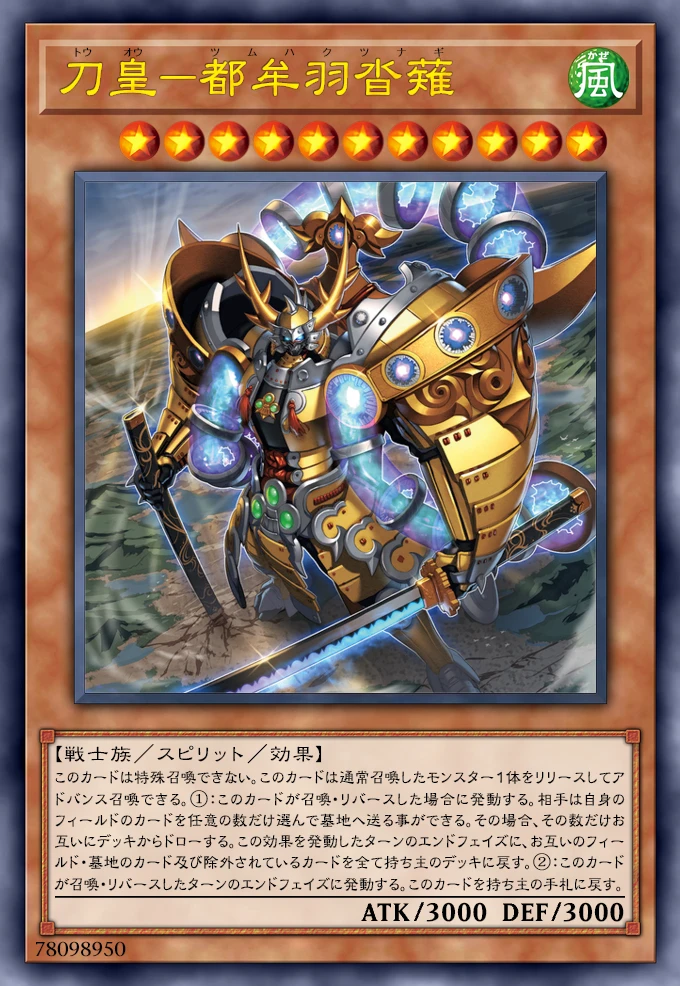 トウ オウ ツ ム ハ クツ ナギ
刀皇－都牟羽沓薙
かぜ
風
【戦士族／スピリット／効果】
このカードは特殊召喚できない。このカードは通常召喚したモンスター１体をリリースしてア
ドバンス召喚できる。①：このカードが召喚・リバースした場合に発動する。相手は自身の
フィールドのカードを任意の数だけ選んで墓地へ送る事ができる。その場合、その数だけお
互いにデッキからドローする。この効果を発動したターンのエンドフェイズに、お互いのフィー
ルド・墓地のカード及び除外されているカードを全て持ち主のデッキに戻す。②：このカード
が召喚・リバースしたターンのエンドフェイズに発動する。このカードを持ち主の手札に戻す。
ATK/3000 DEF/3000
78098950